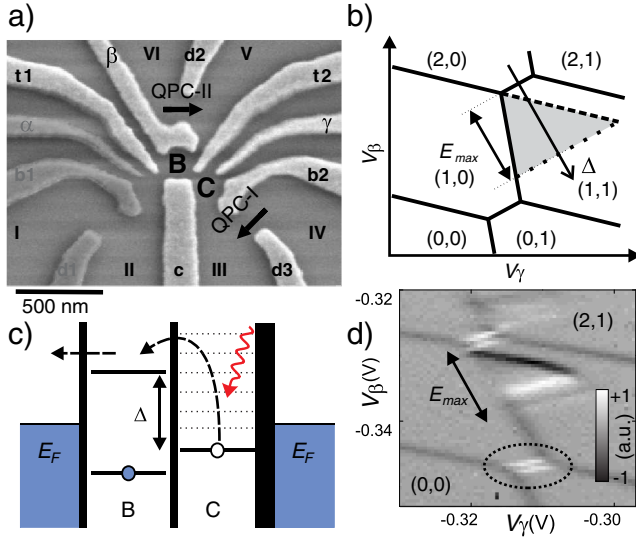 a)
β
VI
d2
V
t1
QPC-II
t2
α
γ
B
b1
C
b2
QPC-I
I
IV
d1
II
c
III
d3
500 nm
b)
(2,0)
(2,1)
Vβ
Emax
(1,0)
Δ
(1,1)
(0,0)
(0,1)
Vγ
c)
Δ
EF
EF
B
C
d)
-0.32
(2,1)
Vβ(V)
Emax
+1
(a.u.)
-0.34
-1
(0,0)
-0.32
Vγ(V)
-0.30